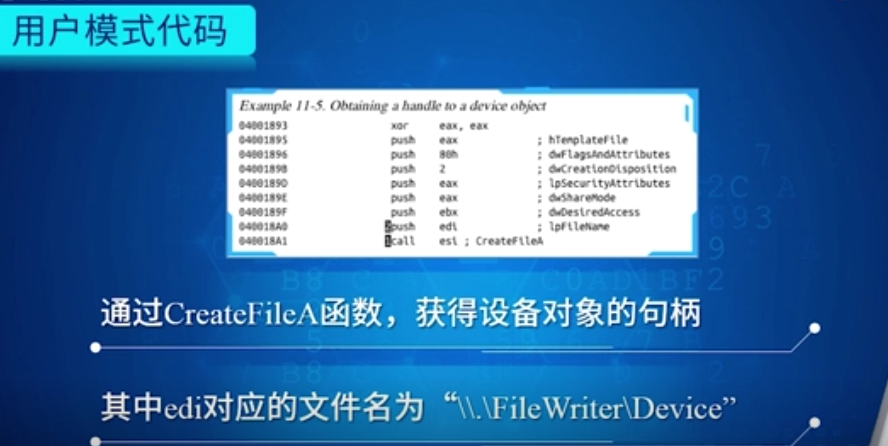 用户模式代码
Example 11-5. Obtaining a handle to a device object
04001893 xor eax, eax
04001895 push eax ; hTemplateFile
04001896 push 80h ; dwFlagsAndAttributes
0400189B push 2 ; dwCreationDisposition
0400189D push eax ; lpSecurityAttributes
0400189E push eax ; dwShareMode
0400189F push ebx ; dwDesiredAccess
040018A0 2push edi ; lpFileName
040018A1 1call esi ; CreateFileA
通过CreateFileA函数，获得设备对象的句柄
其中edi对应的文件名为“\\.\FileWriter\Device”